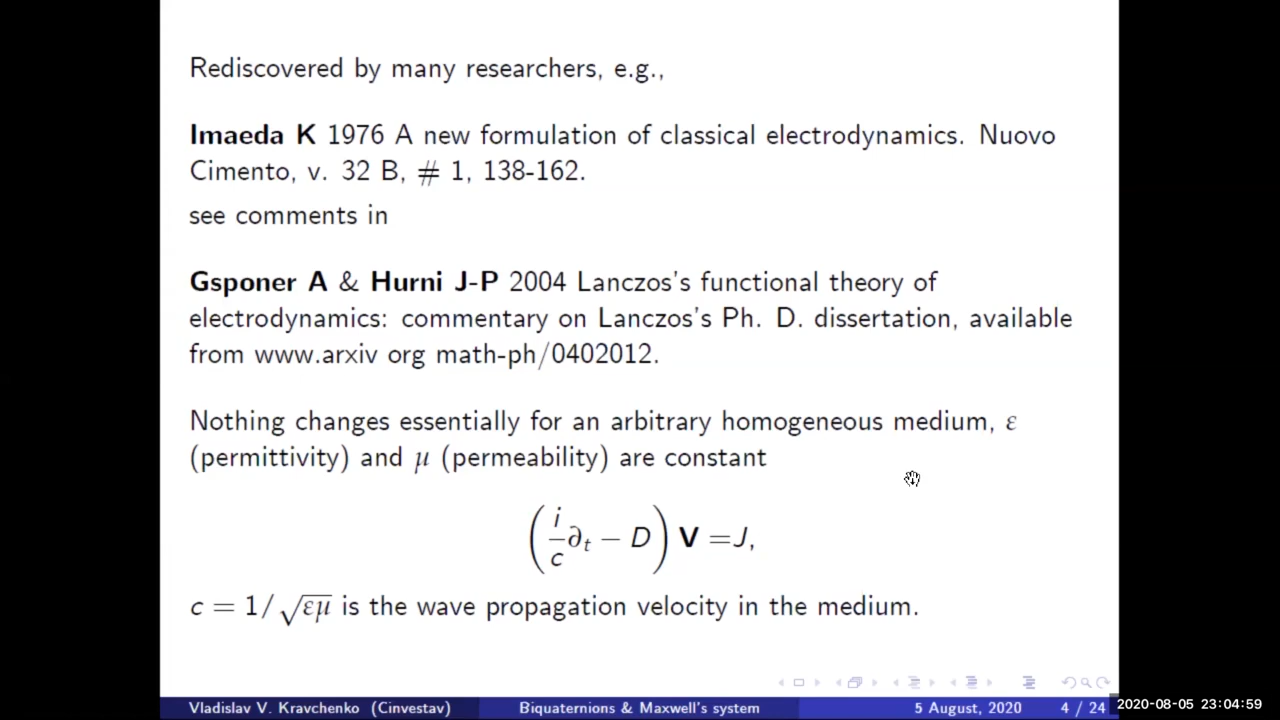 Rediscovered by many researchers, e.g.,
Imaeda K 1976 A new formulation of classical electrodynamics. Nuovo
Cimento, v. 32 B, # 1, 138-162.
see comments in
Gsponer A & Hurni J-P 2004 Lanczos's functional theory of
electrodynamics: commentary on Lanczos's Ph. D. dissertation, available
from www.arxiv org math-ph/0402012.
Nothing changes essentially for an arbitrary homogeneous medium, ε
(permittivity) and μ (permeability) are constant
(i/c ∂t − D) V = J,
c = 1/√εμ is the wave propagation velocity in the medium.
Vladislav V. Kravchenko (Cinvestav) Biquaternions & Maxwell's system 5 August, 2020 4 / 24
2020-08-05 23:04:59